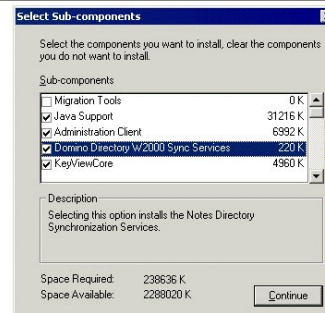 Select Sub-components
Select the components you want to install, clear the components
you do not want to install.
Sub-components
Migration Tools 0 K
Java Support 31216 K
Administration Client 6992 K
Domino Directory W2000 Sync Services 220 K
KeyViewCore 4960 K
Description
Selecting this option installs the Notes Directory
Synchronization Services.
Space Required: 238636 K
Space Available: 2288020 K
Continue